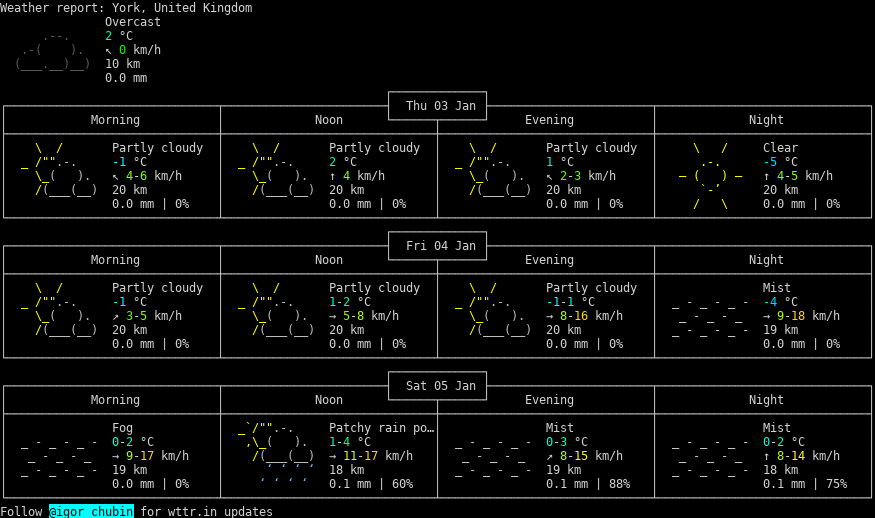 Weather report: York, United Kingdom
Overcast
2 °C
↖ 0 km/h
10 km
0.0 mm
Thu 03 Jan
Morning Noon Evening Night
Partly cloudy Partly cloudy Partly cloudy Clear
-1 °C 2 °C 1 °C -5 °C
↖ 4-6 km/h ↑ 4 km/h ↖ 2-3 km/h ↑ 4-5 km/h
20 km 20 km 20 km 20 km
0.0 mm | 0% 0.0 mm | 0% 0.0 mm | 0% 0.0 mm | 0%
Fri 04 Jan
Morning Noon Evening Night
Partly cloudy Partly cloudy Partly cloudy Mist
-1 °C 1-2 °C -1-1 °C -4 °C
↗ 3-5 km/h → 5-8 km/h → 8-16 km/h → 9-18 km/h
20 km 20 km 20 km 19 km
0.0 mm | 0% 0.0 mm | 0% 0.0 mm | 0% 0.0 mm | 0%
Sat 05 Jan
Morning Noon Evening Night
Fog Patchy rain po… Mist Mist
0-2 °C 1-4 °C 0-3 °C 0-2 °C
→ 9-17 km/h → 11-17 km/h ↗ 8-15 km/h ↑ 8-14 km/h
19 km 18 km 19 km 18 km
0.0 mm | 0% 0.1 mm | 60% 0.1 mm | 88% 0.1 mm | 75%
Follow @igor_chubin for wttr.in updates